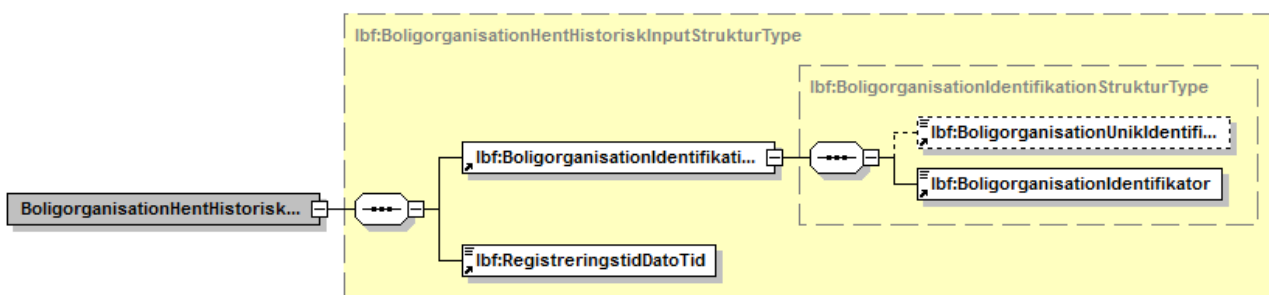 lbf:BoligorganisationHentHistoriskInputStrukturType
lbf:BoligorganisationIdentifikationStrukturType
lbf:BoligorganisationUnikIdentifi...
lbf:BoligorganisationIdentifikati...
lbf:BoligorganisationIdentifikator
BoligorganisationHentHistorisk...
lbf:RegistreringstidDatoTid